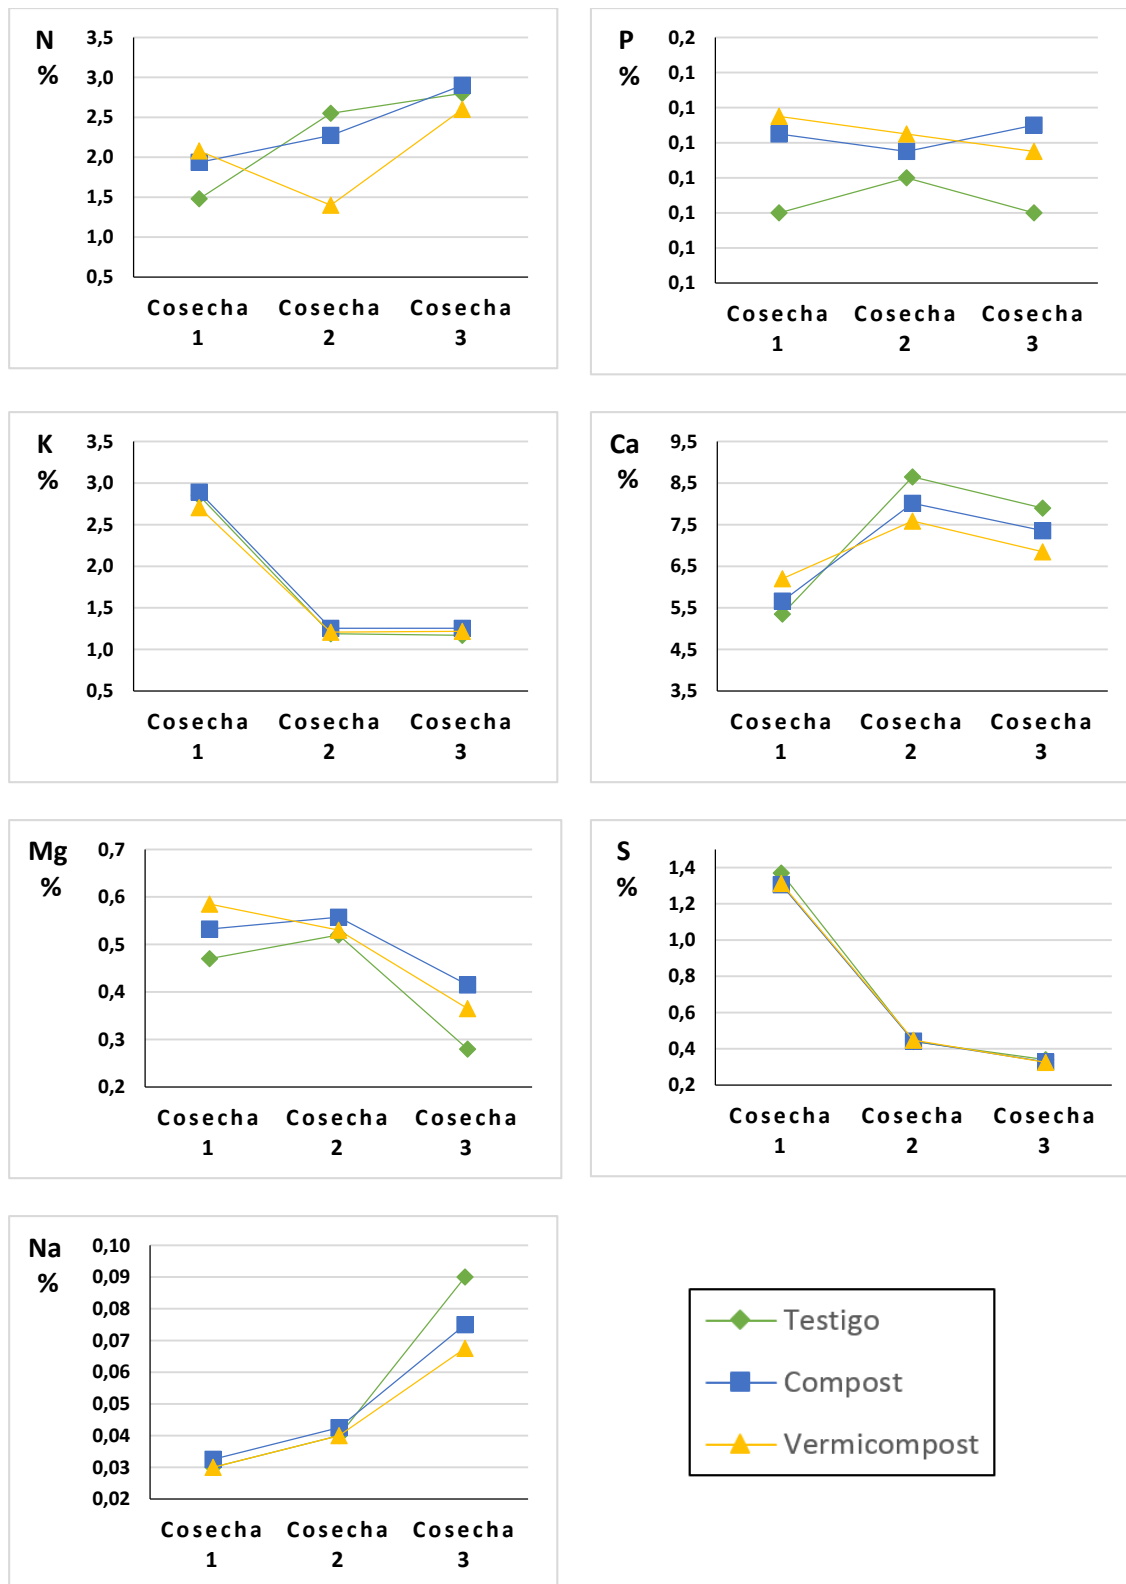 N
%
3,5
3,0
2,5
2,0
1,5
1,0
0,5
Cosecha
1
Cosecha
2
Cosecha
3
P
%
0,2
0,1
0,1
0,1
0,1
0,1
0,1
0,1
Cosecha
1
Cosecha
2
Cosecha
3
K
%
3,5
3,0
2,5
2,0
1,5
1,0
0,5
Cosecha
1
Cosecha
2
Cosecha
3
Ca
%
9,5
8,5
7,5
6,5
5,5
4,5
3,5
Cosecha
1
Cosecha
2
Cosecha
3
Mg
%
0,7
0,6
0,5
0,4
0,3
0,2
Cosecha
1
Cosecha
2
Cosecha
3
S
%
1,4
1,2
1,0
0,8
0,6
0,4
0,2
Cosecha
1
Cosecha
2
Cosecha
3
Na
%
0,10
0,09
0,08
0,07
0,06
0,05
0,04
0,03
0,02
Cosecha
1
Cosecha
2
Cosecha
3
Testigo
Compost
Vermicompost